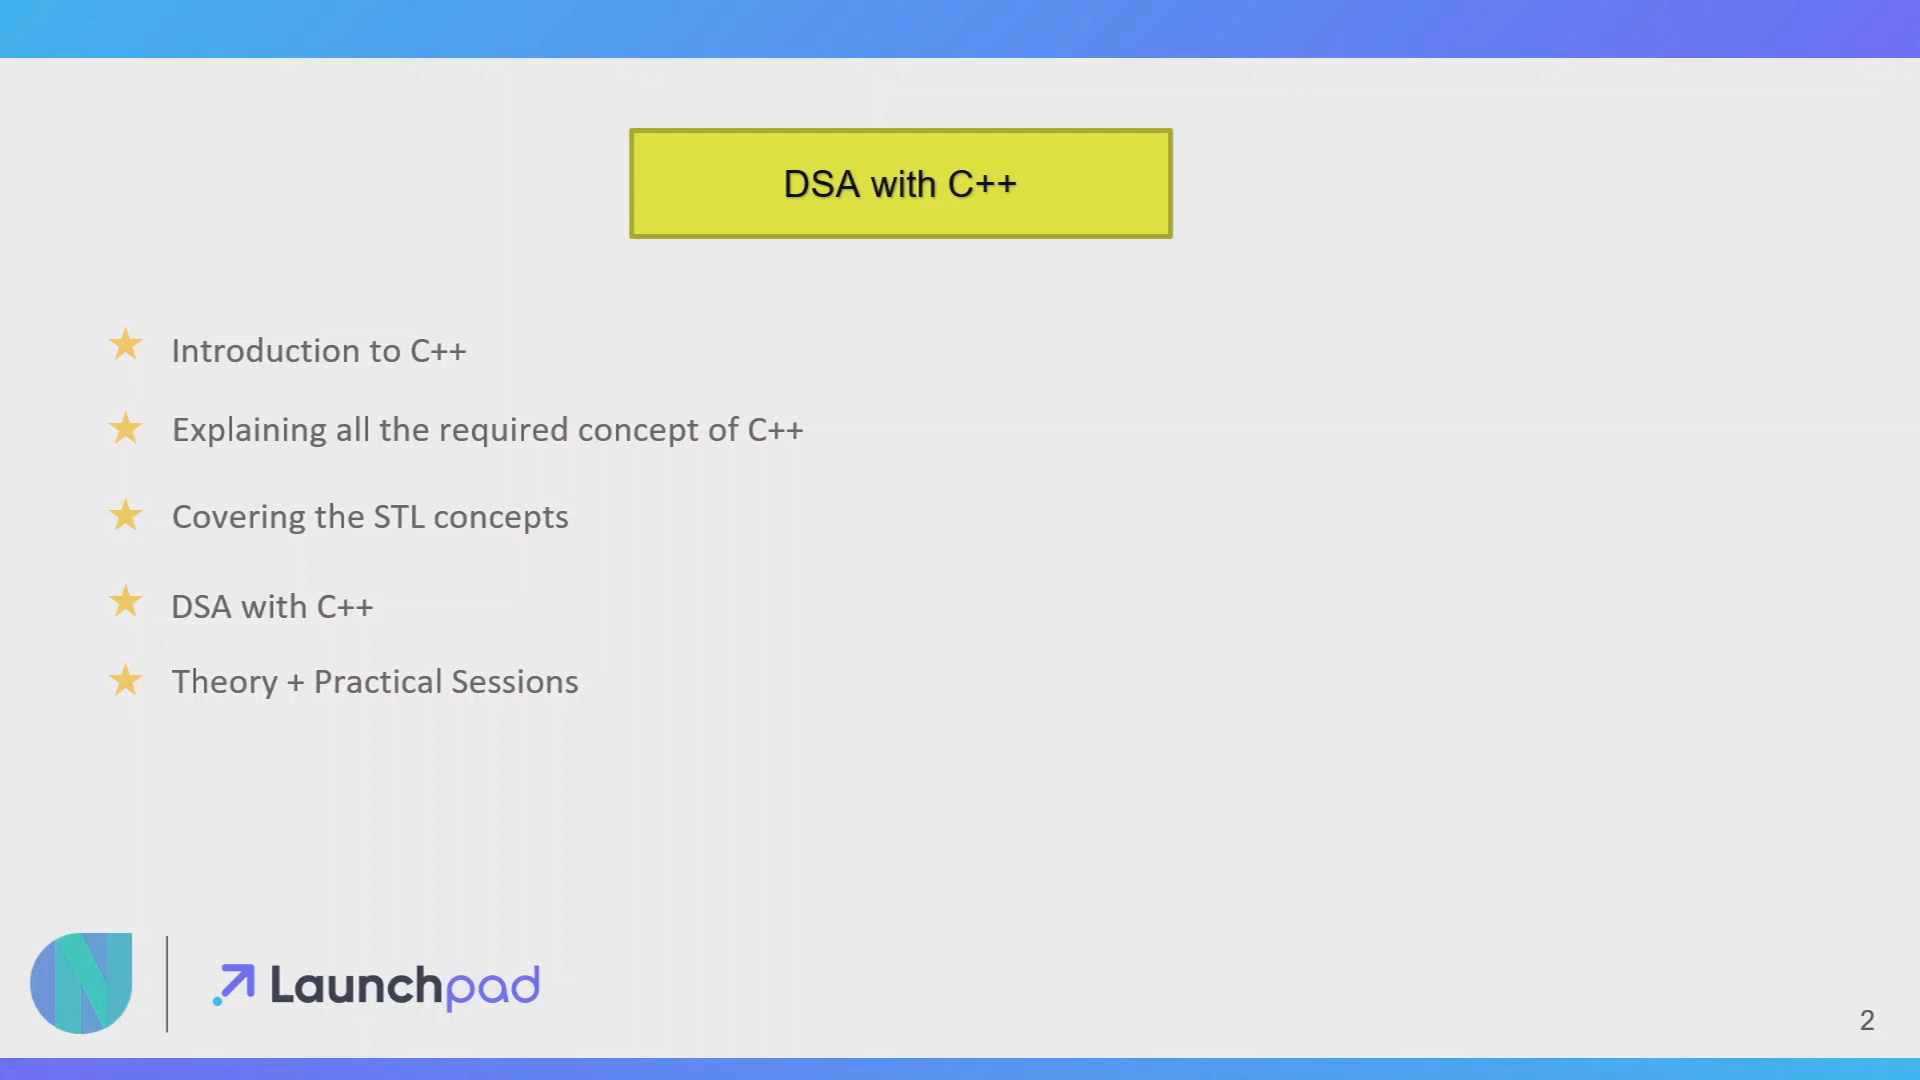 DSA with C++
Introduction to C++
Explaining all the required concept of C++
Covering the STL concepts
DSA with C++
Theory + Practical Sessions
N
Launchpad
2